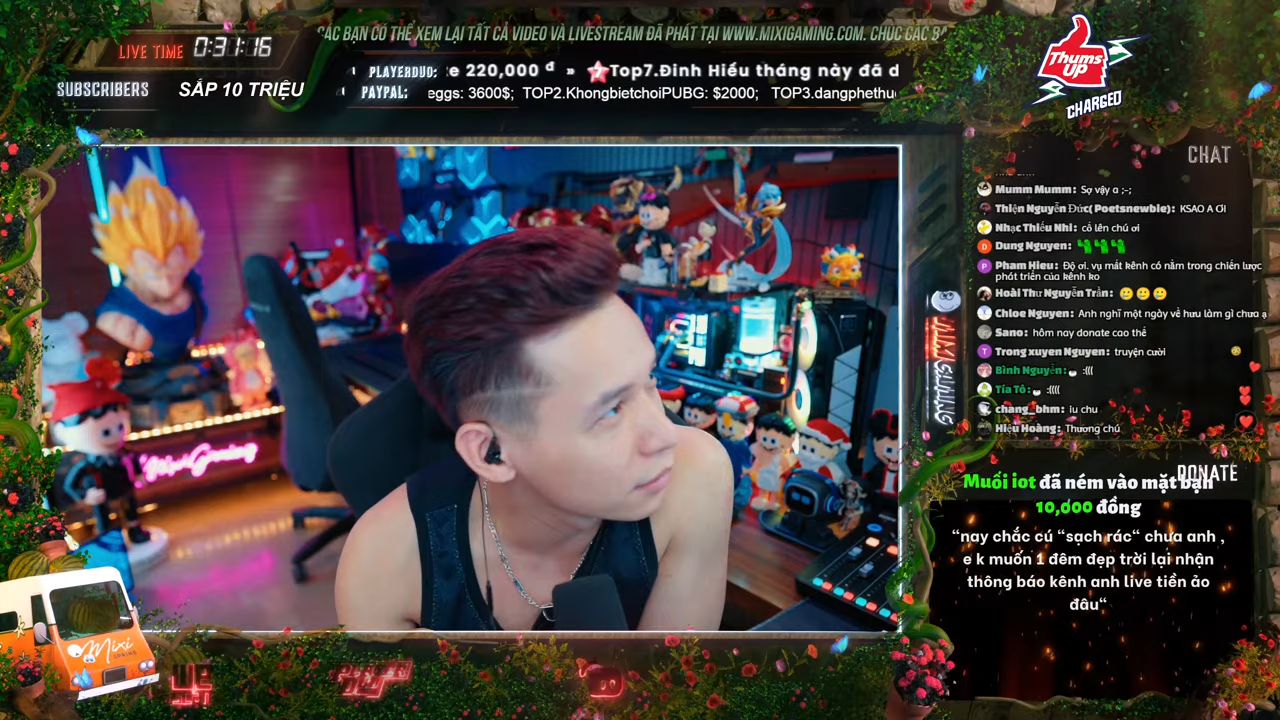 CÁC BẠN CÓ THỂ XEM LẠI TẤT CẢ VIDEO VÀ LIVESTREAM ĐÃ PHÁT TẠI WWW.MIXIGAMING.COM. CHÚC CÁC
LIVE TIME 0:31:16
PLAYERDUO: 220,000 đ » 7 Top7.Đinh Hiếu tháng này đã
SUBSCRIBERS SẮP 10 TRIỆU
PAYPAL: eggs: 3600$; TOP2.KhongbietchoiPUBG: $2000; TOP3.dangphethu
Thums
UP
CHARGED
CHAT
Mumm Mumm: Sợ vậy a ;-;
Thiện Nguyễn Đức( Poetsnewbie): KSAO A ƠI
Nhạc Thiếu Nhi: cố lên chú ơi
Dung Nguyen:
Pham Hieu: Độ ơi. vụ mất kênh có nằm trong chiến lược
phát triển của kênh ko
Hoài Thư Nguyễn Trần: 🥲🥲🥲
Chloe Nguyen: Anh nghĩ một ngày về hưu làm gì chưa ạ
Sano: hôm nay donate cao thế
Trong xuyen Nguyen: truyện cười
Bình Nguyễn: :(((
Tía Tô: :((((
chang_bhm: iu chu
Hiệu Hoàng: Thương chú
MixiGaming
DONATE
Muối iot đã ném vào mặt bạn
10,000 đồng
“nay chắc cú “sạch rác“ chưa anh ,
e k muốn 1 đêm đẹp trời lại nhận
thông báo kênh anh live tiền ảo
đâu“
Mixi